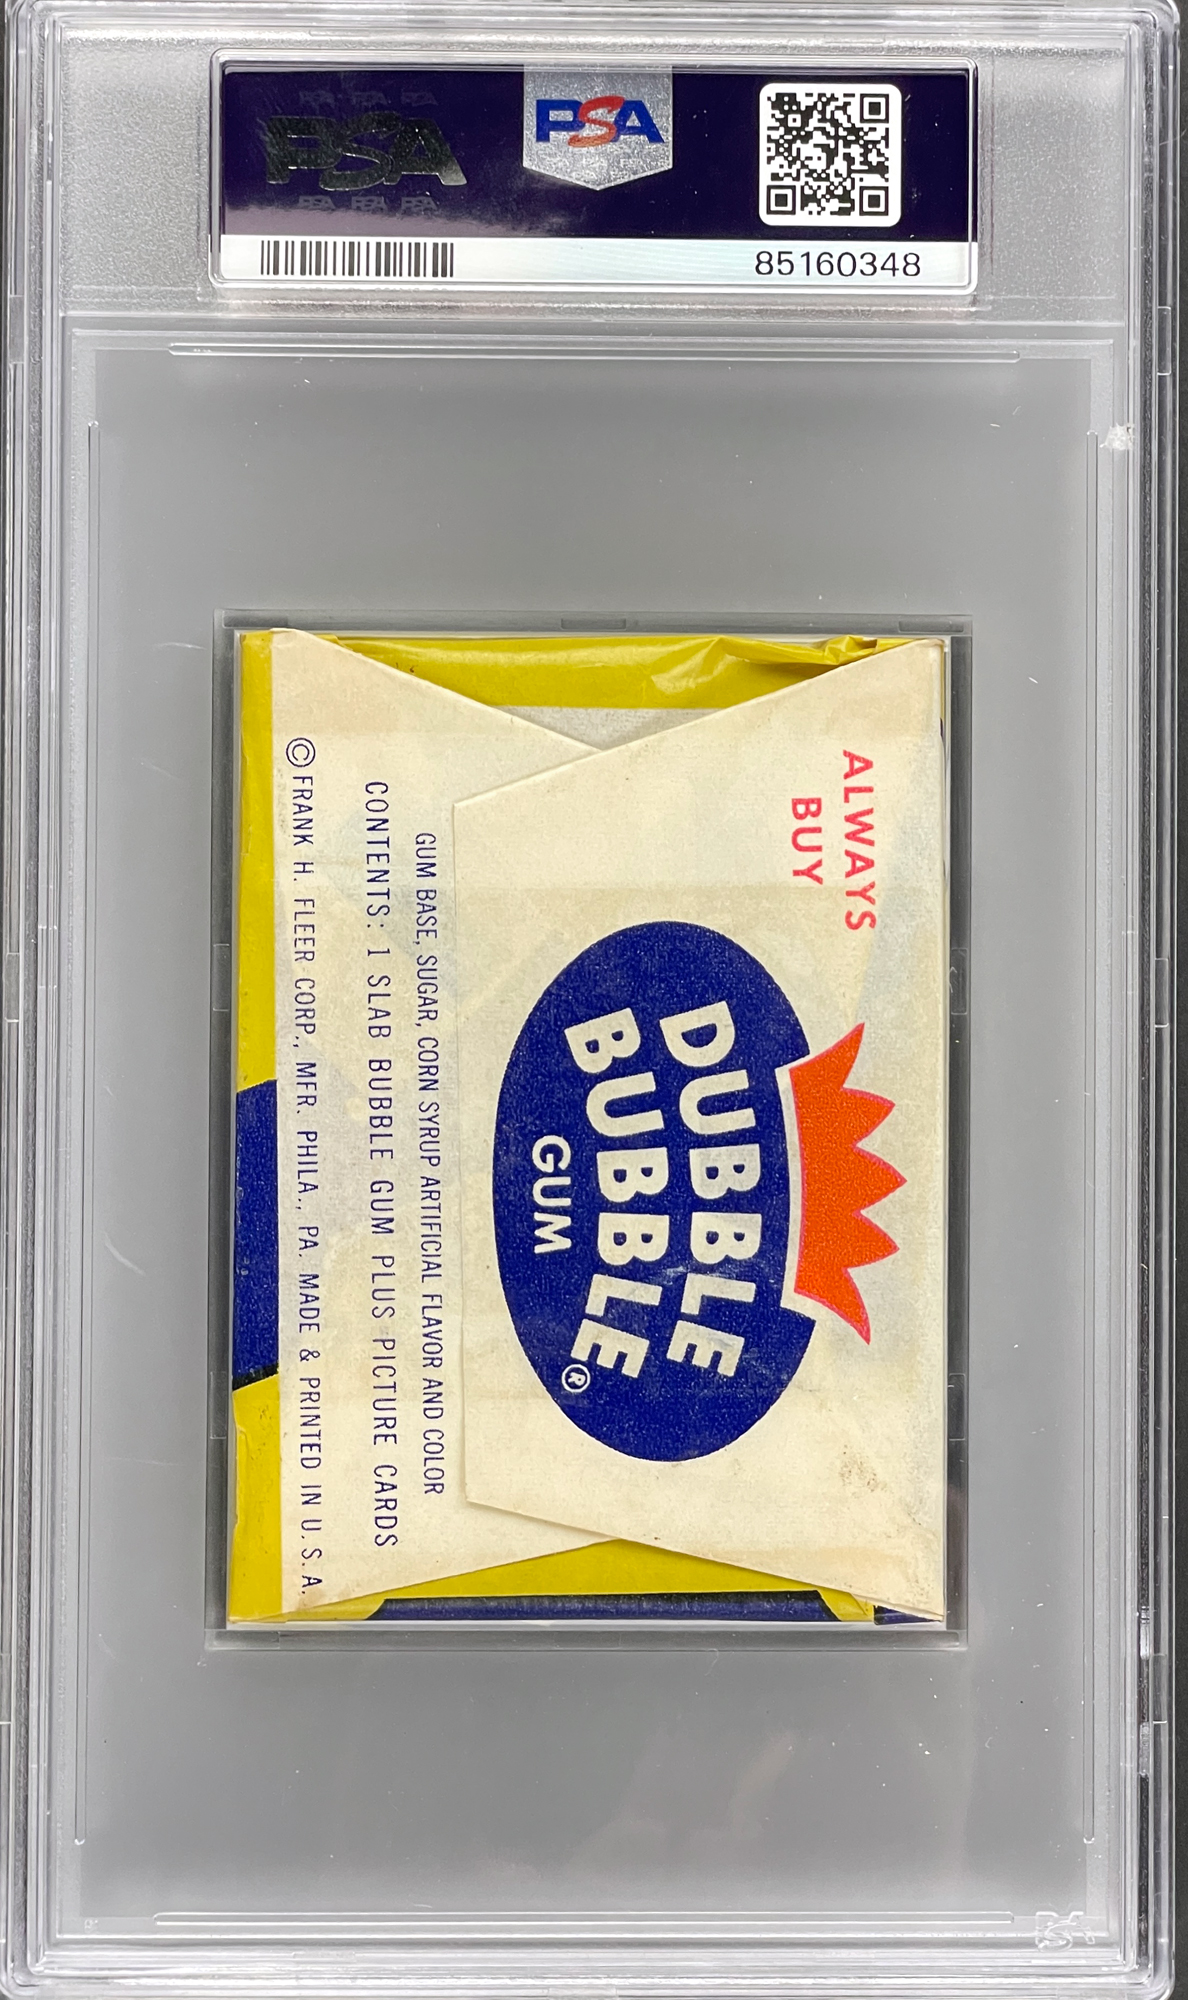 PSA
PSA
85160348
ALWAYS
BUY
DUBBLE
BUBBLE
GUM
®
GUM BASE, SUGAR, CORN SYRUP ARTIFICIAL FLAVOR AND COLOR
CONTENTS: 1 SLAB BUBBLE GUM PLUS PICTURE CARDS
© FRANK H. FLEER CORP., MFR. PHILA., PA. MADE & PRINTED IN U.S.A.